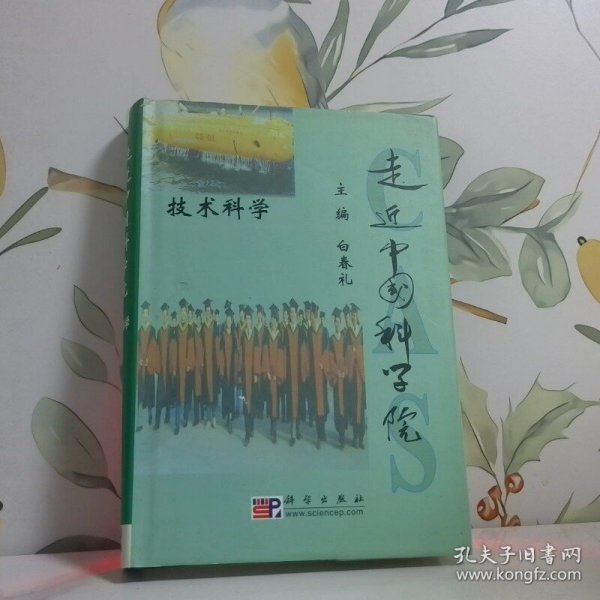 走近中国科学院
CAS
主编 白春礼
技术科学
科学出版社
www.sciencep.com
孔夫子旧书网
www.kongfz.com